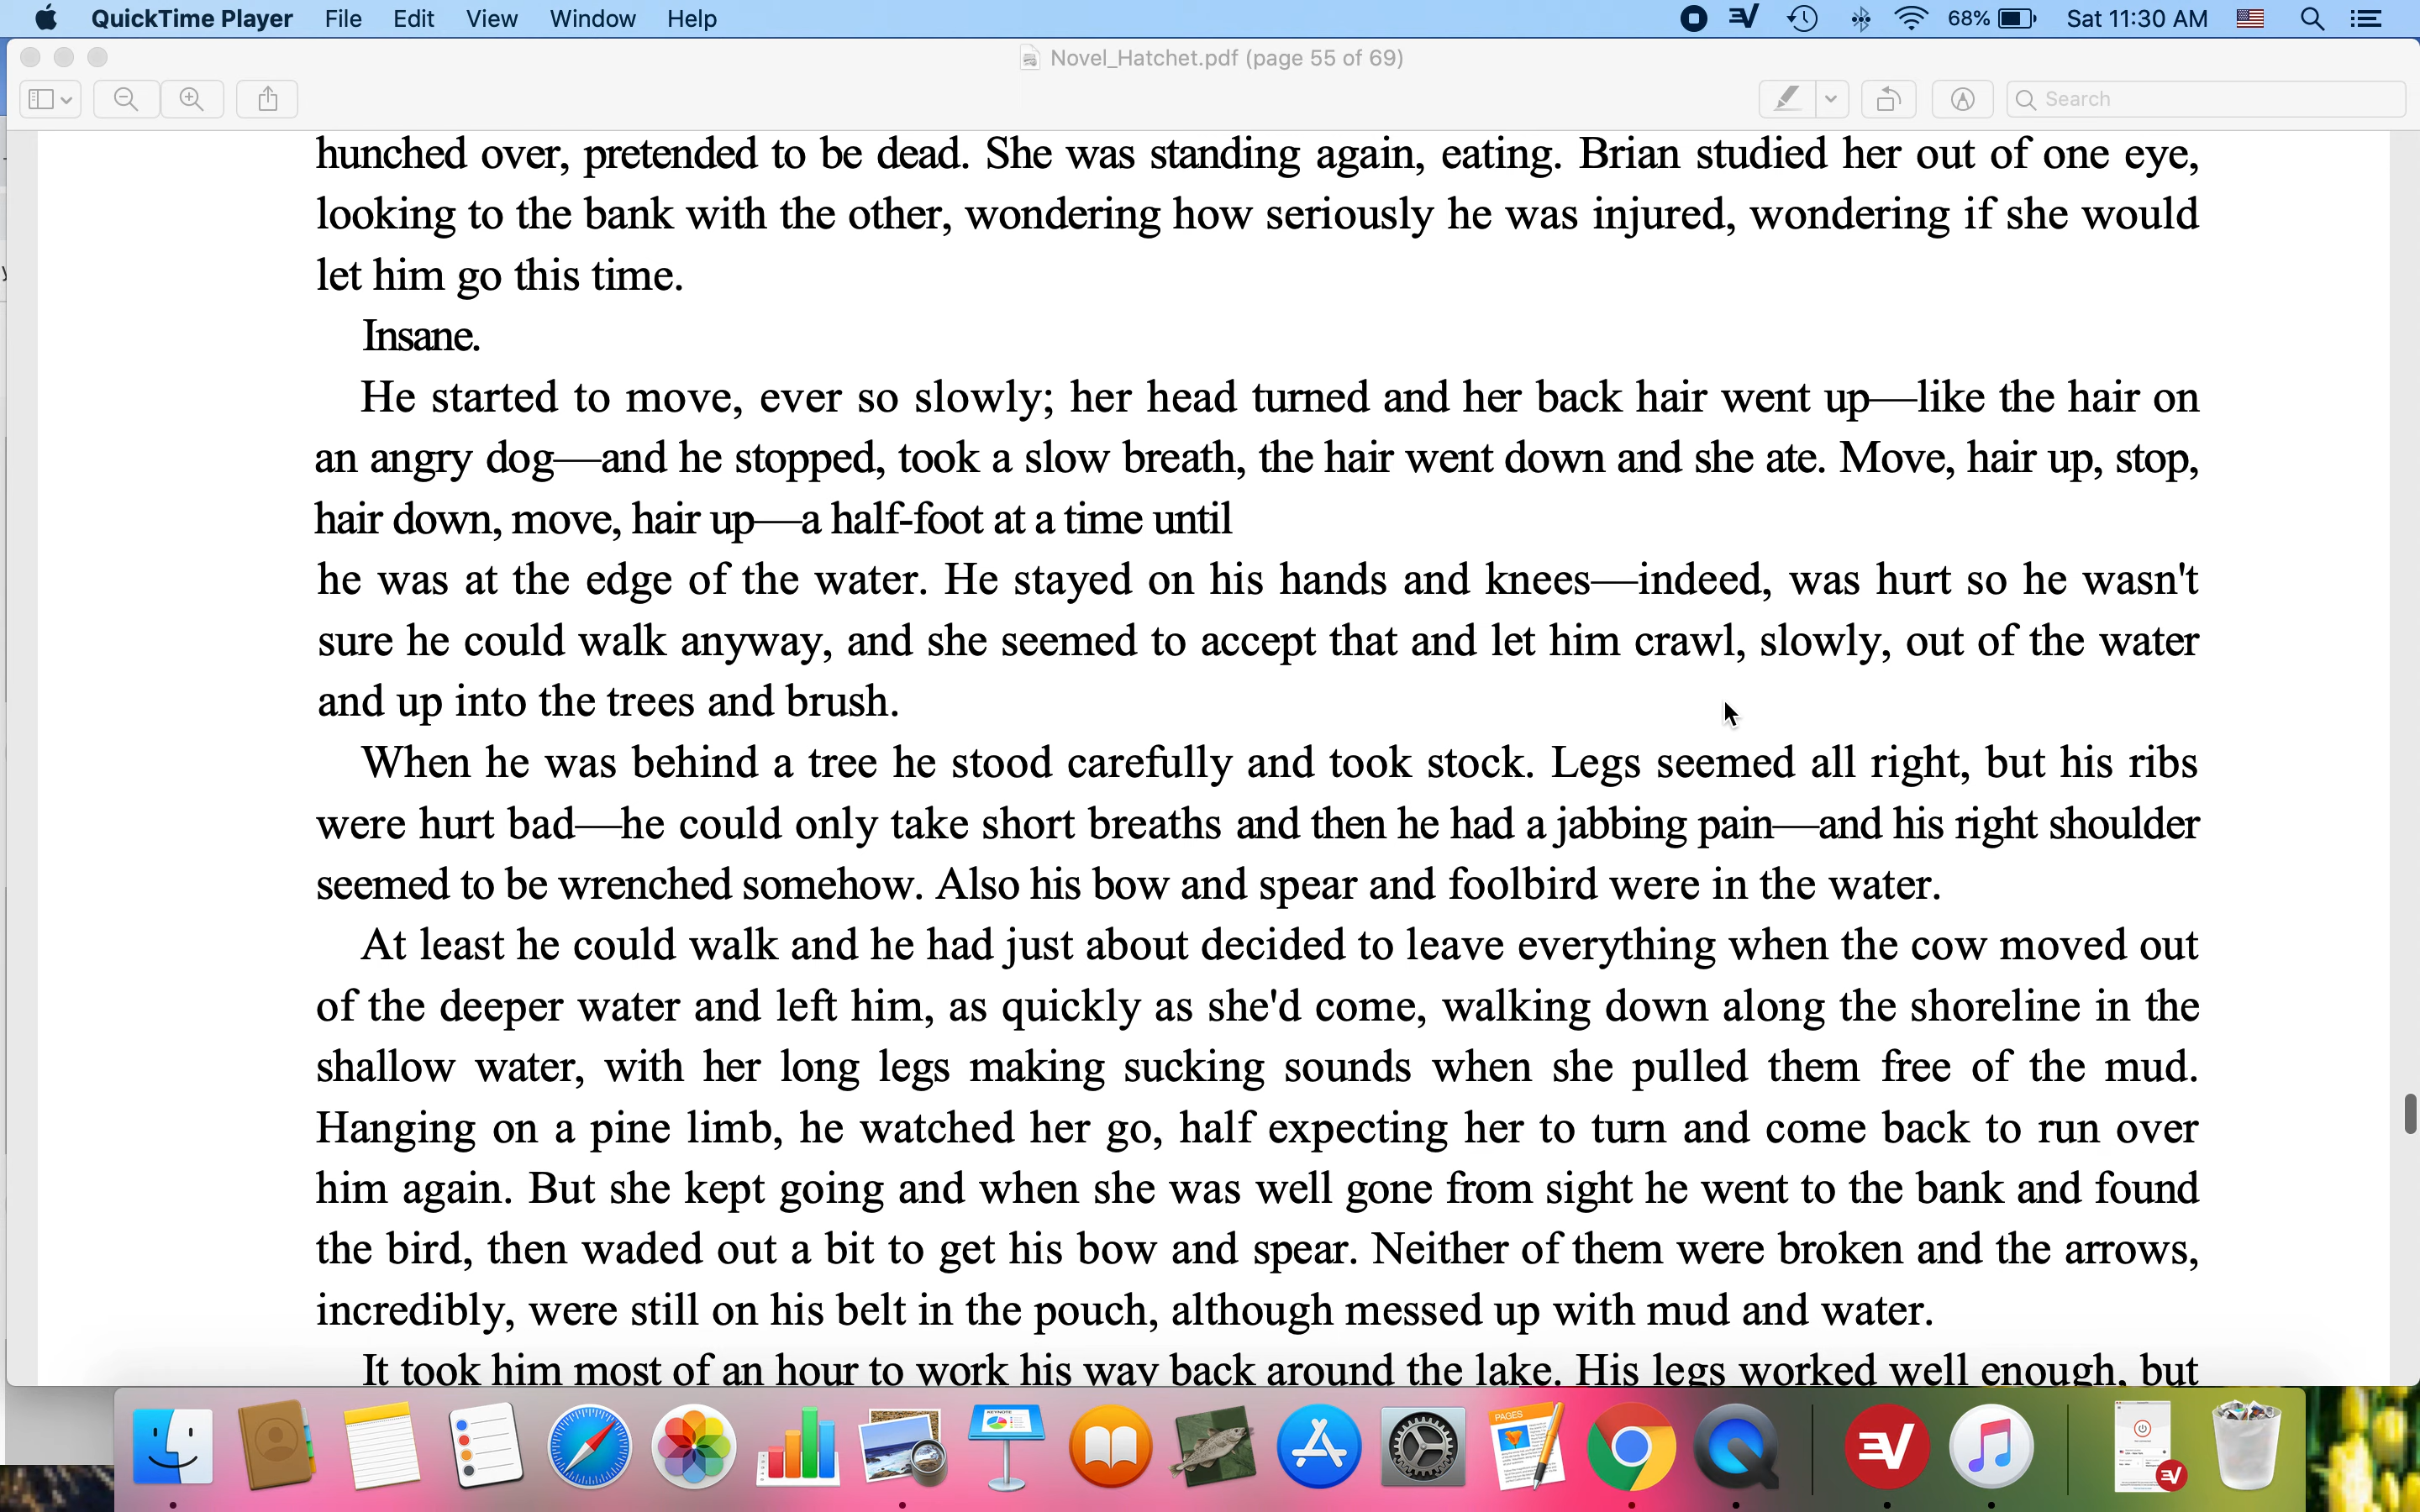 QuickTime Player File Edit View Window Help 68% Sat 11:30 AM
Novel_Hatchet.pdf (page 55 of 69)
Search
hunched over, pretended to be dead. She was standing again, eating. Brian studied her out of one eye,
looking to the bank with the other, wondering how seriously he was injured, wondering if she would
let him go this time.
Insane.
He started to move, ever so slowly; her head turned and her back hair went up—like the hair on
an angry dog—and he stopped, took a slow breath, the hair went down and she ate. Move, hair up, stop,
hair down, move, hair up—a half-foot at a time until
he was at the edge of the water. He stayed on his hands and knees—indeed, was hurt so he wasn't
sure he could walk anyway, and she seemed to accept that and let him crawl, slowly, out of the water
and up into the trees and brush.
When he was behind a tree he stood carefully and took stock. Legs seemed all right, but his ribs
were hurt bad—he could only take short breaths and then he had a jabbing pain—and his right shoulder
seemed to be wrenched somehow. Also his bow and spear and foolbird were in the water.
At least he could walk and he had just about decided to leave everything when the cow moved out
of the deeper water and left him, as quickly as she'd come, walking down along the shoreline in the
shallow water, with her long legs making sucking sounds when she pulled them free of the mud.
Hanging on a pine limb, he watched her go, half expecting her to turn and come back to run over
him again. But she kept going and when she was well gone from sight he went to the bank and found
the bird, then waded out a bit to get his bow and spear. Neither of them were broken and the arrows,
incredibly, were still on his belt in the pouch, although messed up with mud and water.
It took him most of an hour to work his way back around the lake. His legs worked well enough, but
KEYNOTE
PAGES